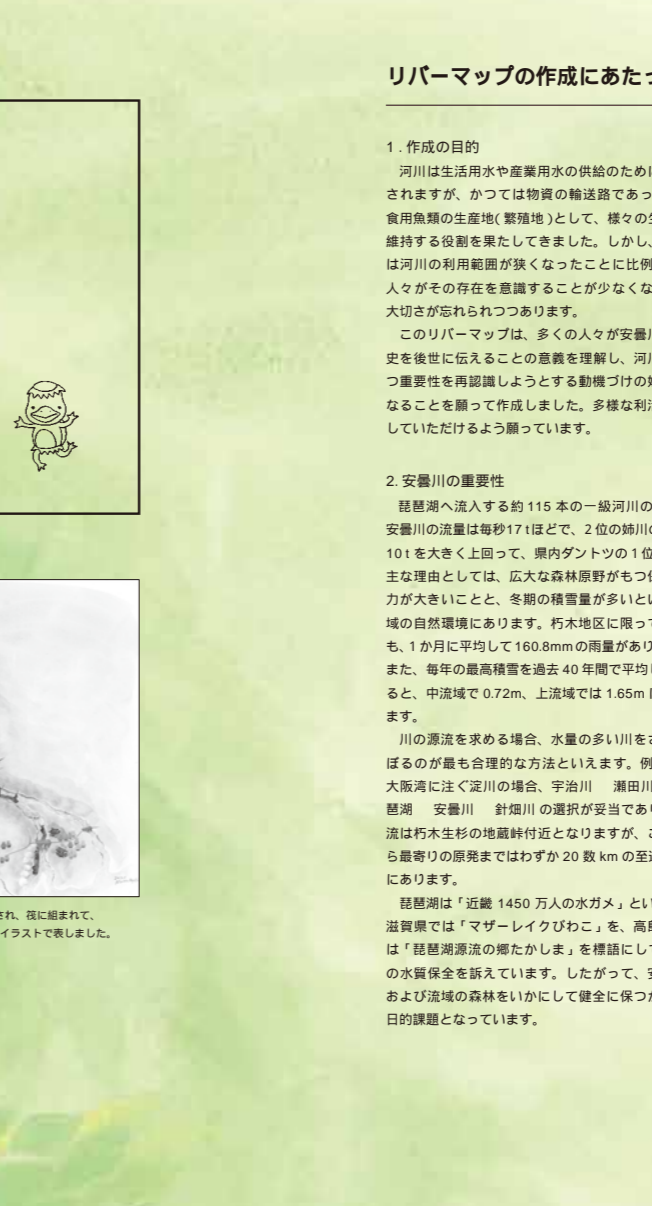 され、筏に組まれて、
イラストで表しました。
リバーマップの作成にあたっ
1 . 作成の目的
河川は生活用水や産業用水の供給のために
されますが、かつては物資の輸送路であっ
食用魚類の生産地( 繁殖地 )として、様々の生
維持する役割を果たしてきました。しかし、
は河川の利用範囲が狭くなったことに比例
人々がその存在を意識することが少なくな
大切さが忘れられつつあります。
このリバーマップは、多くの人々が安曇川
史を後世に伝えることの意義を理解し、河川
つ重要性を再認識しようとする動機づけの
なることを願って作成しました。多様な利活
していただけるよう願っています。
2. 安曇川の重要性
琵琶湖へ流入する約 115 本の一級河川の
安曇川の流量は毎秒17 tほどで、2 位の姉川の
10 t を大きく上回って、県内ダントツの 1 位
主な理由としては、広大な森林原野がもつ
力が大きいことと、冬期の積雪量が多いとい
域の自然環境にあります。朽木地区に限って
も、1 か月に平均して 160.8mm の雨量があり
また、毎年の最高積雪を過去 40 年間で平均し
ると、中流域で 0.72m、上流域では 1.65m に
ます。
川の源流を求める場合、水量の多い川をさ
ぼるのが最も合理的な方法といえます。例
大阪湾に注ぐ淀川の場合、宇治川 瀬田川
琶湖 安曇川 針畑川 の選択が妥当であり
流は朽木生杉の地蔵峠付近となりますが、こ
ら最寄りの原発まではわずか 20 数 km の至近
にあります。
琵琶湖は「近畿 1450 万人の水ガメ」とい
滋賀県では「マザーレイクびわこ」を、高島
は「琵琶湖源流の郷たかしま」を標語にして
の水質保全を訴えています。したがって、安
および流域の森林をいかにして健全に保つか
日的課題となっています。